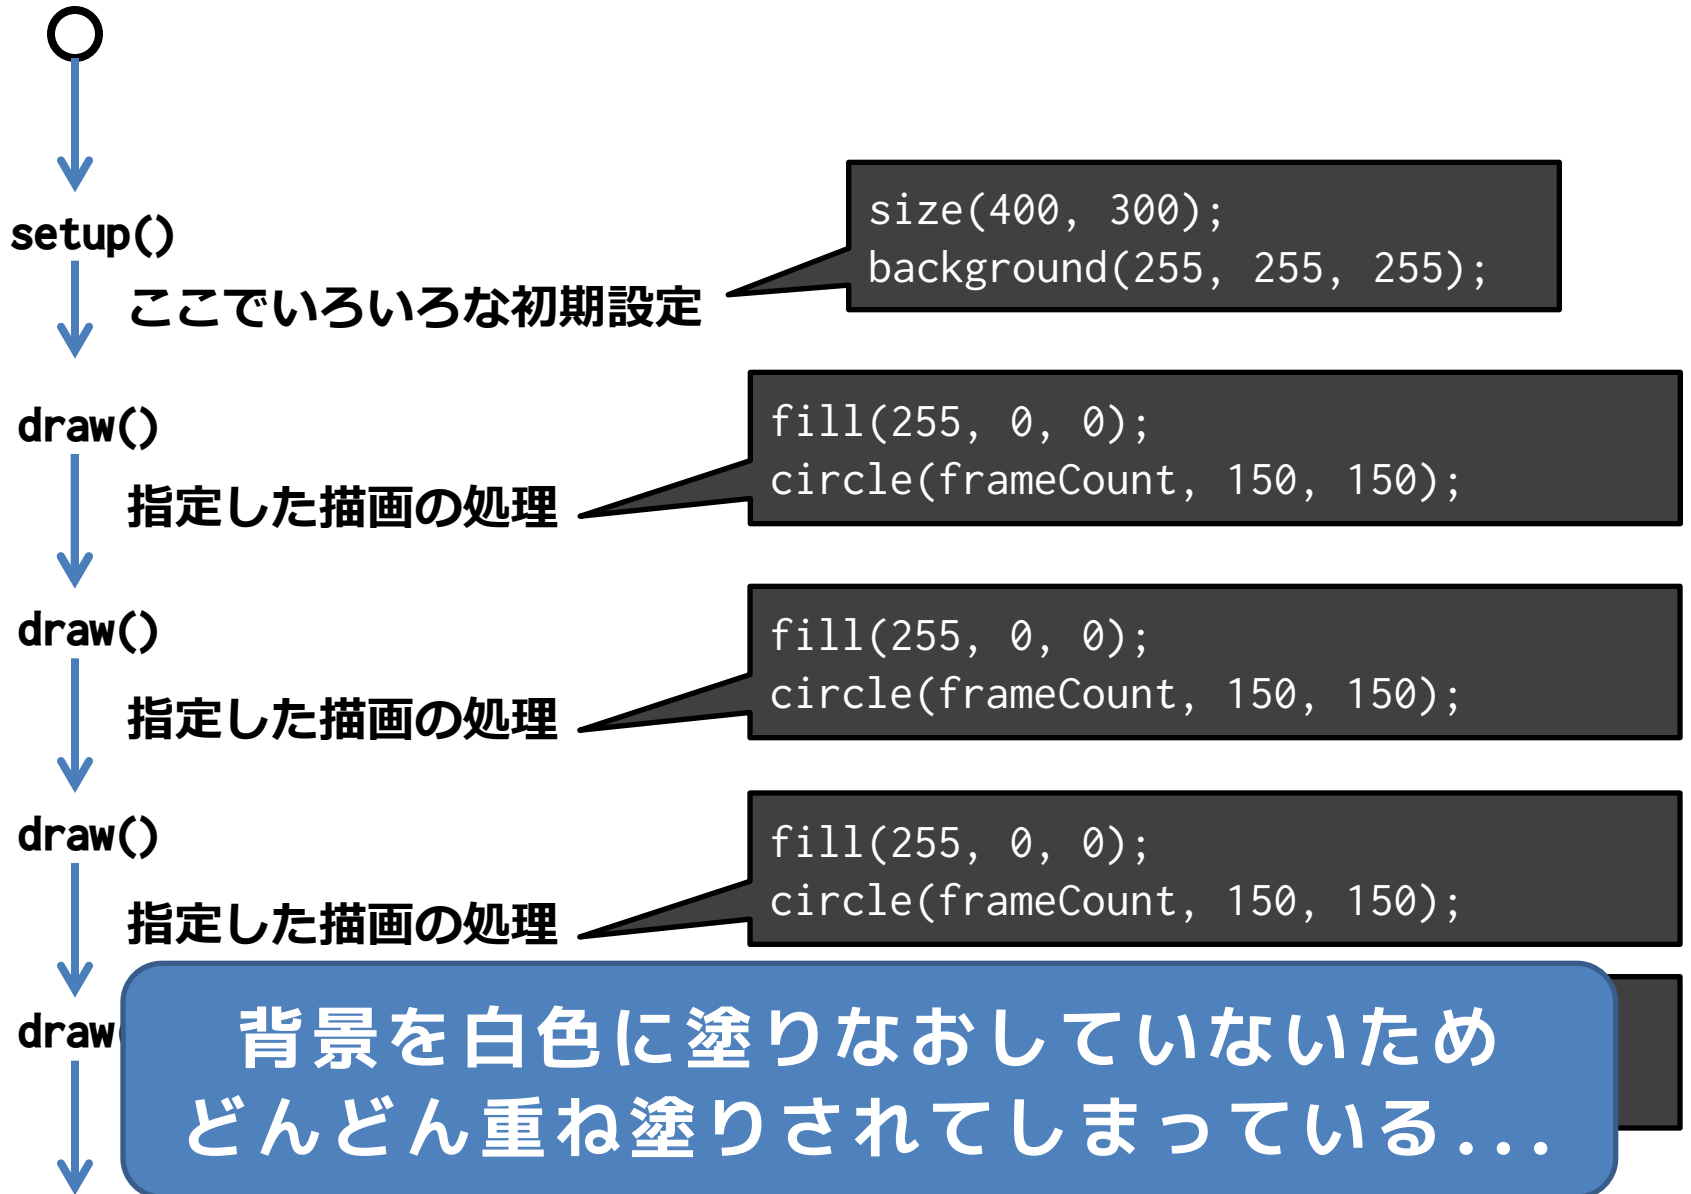 setup()
size(400, 300);
background(255, 255, 255);
ここでいろいろな初期設定
draw()
fill(255, 0, 0);
circle(frameCount, 150, 150);
指定した描画の処理
draw()
fill(255, 0, 0);
circle(frameCount, 150, 150);
指定した描画の処理
draw()
fill(255, 0, 0);
circle(frameCount, 150, 150);
指定した描画の処理
draw(
背景を白色に塗りなおしていないため
どんどん重ね塗りされてしまっている...